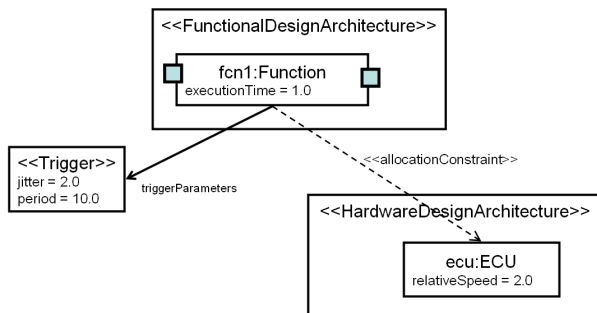 <<FunctionalDesignArchitecture>>
fcn1:Function
executionTime = 1.0
<<Trigger>>
jitter = 2.0
period = 10.0
triggerParameters
<<allocationConstraint>>
<<HardwareDesignArchitecture>>
ecu:ECU
relativeSpeed = 2.0